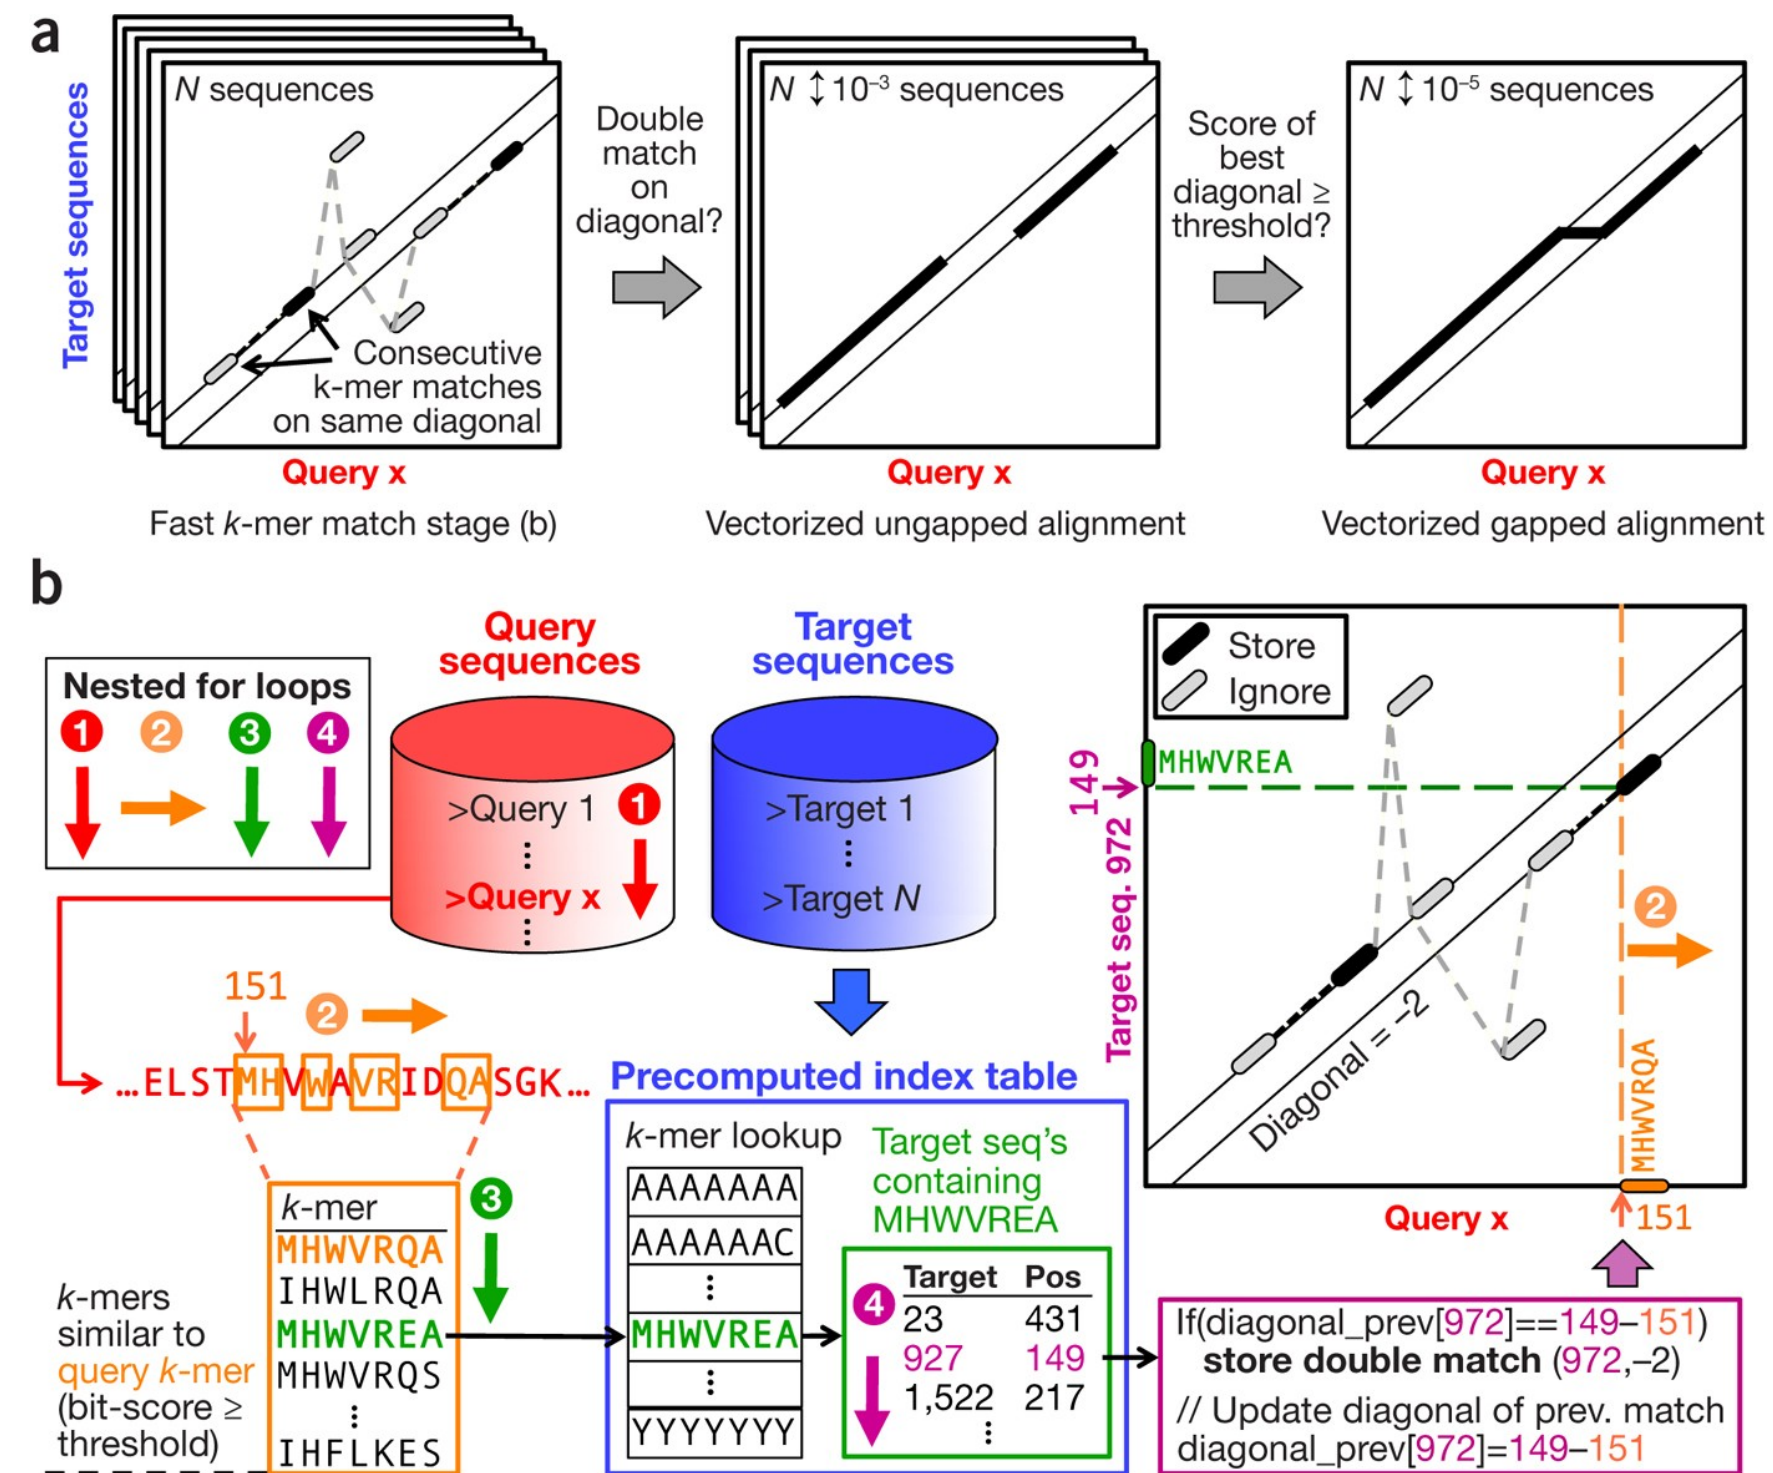 a
Target sequences
N sequences
Consecutive
k-mer matches
on same diagonal
Query x
Fast k-mer match stage (b)
Double
match
on
diagonal?
N ↕ 10⁻³ sequences
Query x
Vectorized ungapped alignment
Score of
best
diagonal ≥
threshold?
N ↕ 10⁻⁵ sequences
Query x
Vectorized gapped alignment
b
Nested for loops
1 2 3 4
Query
sequences
>Query 1
⋮
>Query x
⋮
1
Target
sequences
>Target 1
⋮
>Target N
151
2
...ELSTMHVWAVRIDQASGK...
k-mers
similar to
query k-mer
(bit-score ≥
threshold)
k-mer
MHWVRQA
IHWLRQA
MHWVREA
MHWVRQS
⋮
IHFLKES
3
Precomputed index table
k-mer lookup
AAAAAAA
AAAAAAC
⋮
MHWVREA
⋮
YYYYYYY
Target seq's
containing
MHWVREA
4
Target Pos
23 431
927 149
1,522 217
⋮
Store
Ignore
MHWVREA
149
Target seq. 972
Diagonal = –2
2
MHWVRQA
Query x
151
If(diagonal_prev[972]==149–151)
store double match (972,–2)
// Update diagonal of prev. match
diagonal_prev[972]=149–151